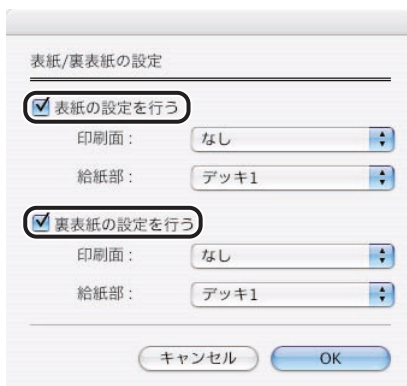 表紙/裏表紙の設定
表紙の設定を行う
印刷面： なし
給紙部： デッキ1
裏表紙の設定を行う
印刷面： なし
給紙部： デッキ1
キャンセル OK